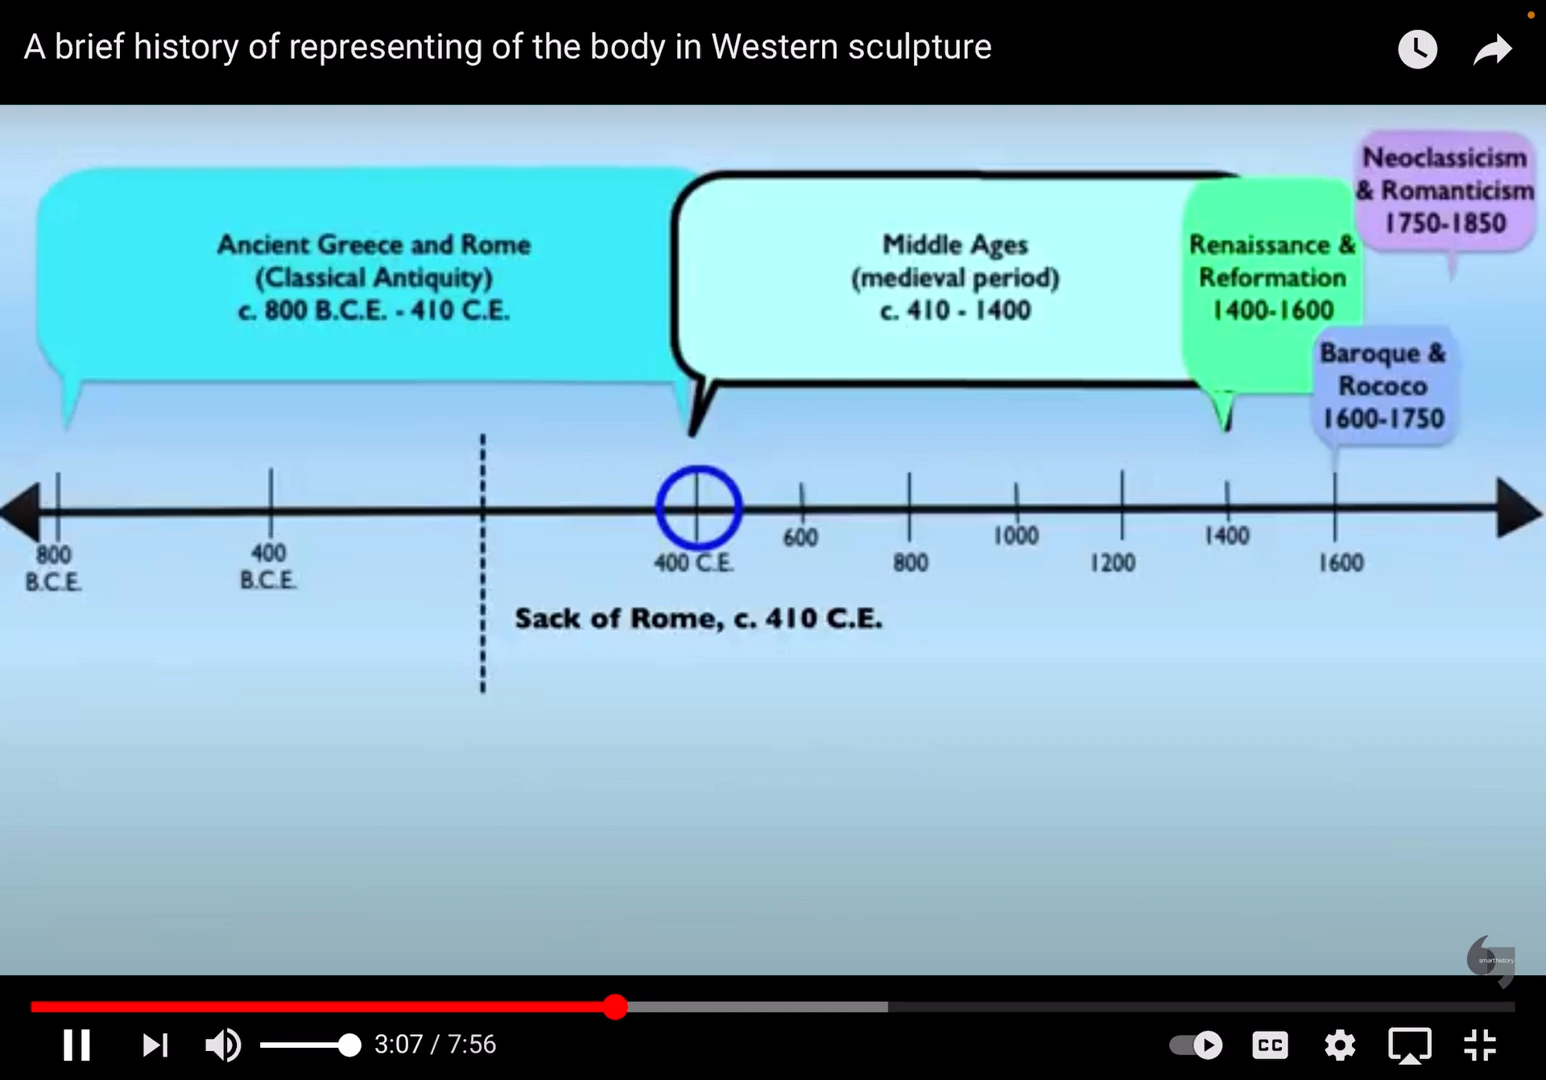 A brief history of representing of the body in Western sculpture
Neoclassicism
& Romanticism
1750-1850
Ancient Greece and Rome
(Classical Antiquity)
c. 800 B.C.E. - 410 C.E.
Middle Ages
(medieval period)
c. 410 - 1400
Renaissance &
Reformation
1400-1600
Baroque &
Rococo
1600-1750
800
B.C.E.
400
B.C.E.
400 C.E.
600
800
1000
1200
1400
1600
Sack of Rome, c. 410 C.E.
smarthistory
3:07 / 7:56
CC